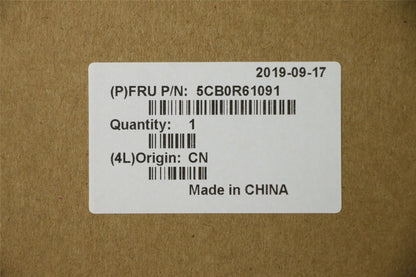 2019-09-17
(P)FRU P/N: 5CB0R61091
Quantity: 1
(4L)Origin: CN
Made in CHINA